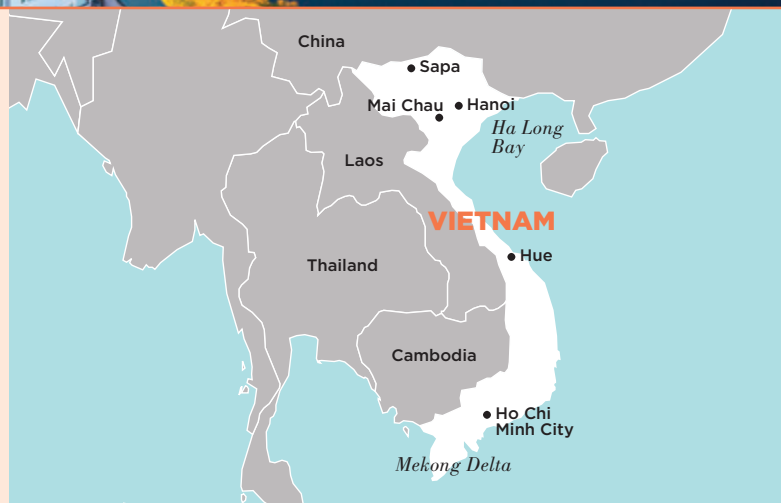 China
Sapa
Mai Chau
Hanoi
Ha Long
Bay
Laos
VIETNAM
Hue
Thailand
Cambodia
Ho Chi
Minh City
Mekong Delta